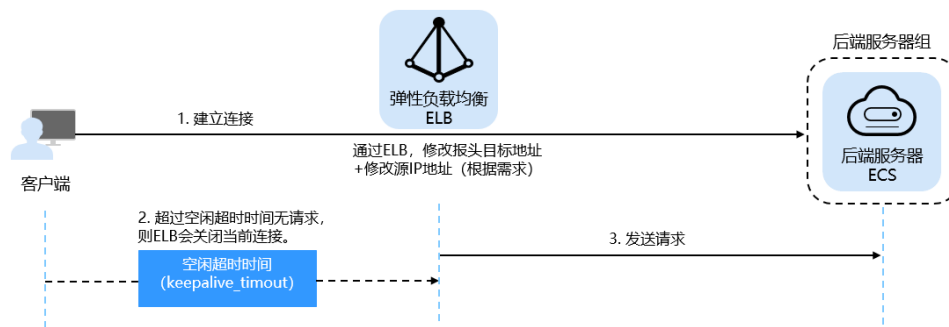 后端服务器组
弹性负载均衡
ELB
1. 建立连接
通过ELB，修改报头目标地址
+修改源IP地址（根据需求）
后端服务器
ECS
客户端
2. 超过空闲超时时间无请求，
则ELB会关闭当前连接。
空闲超时时间
（keepalive_timout）
3. 发送请求